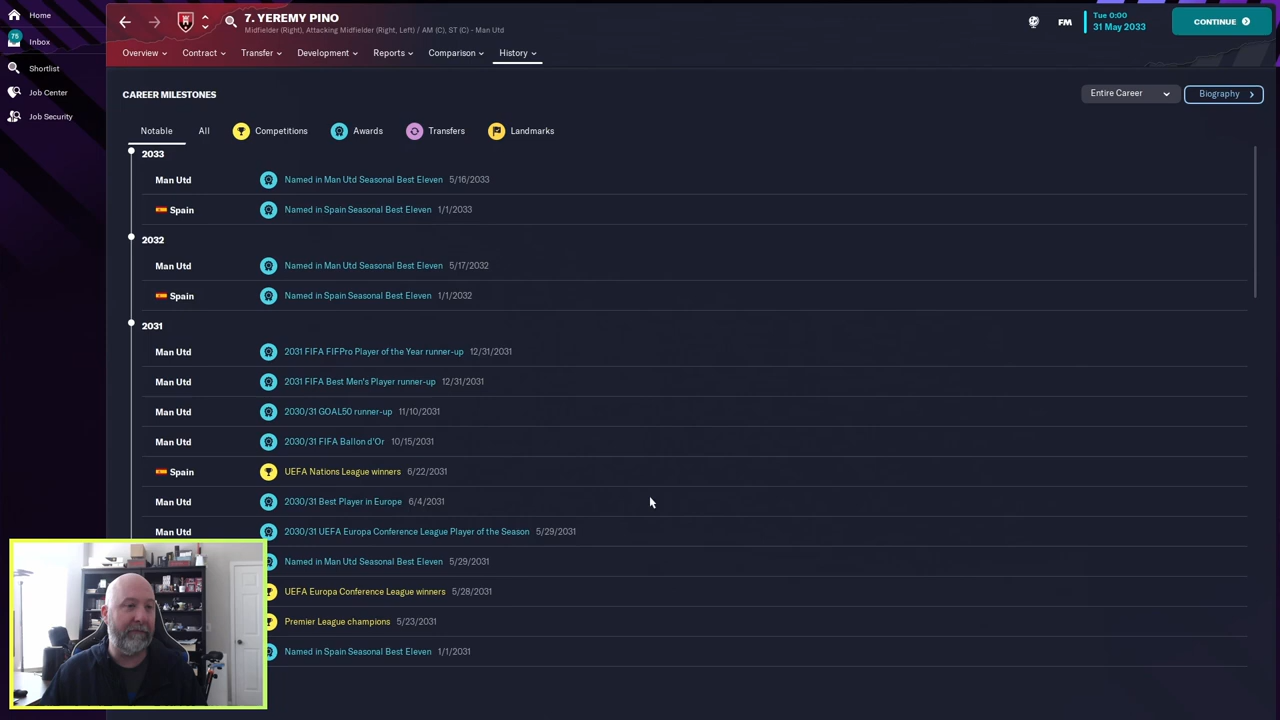 Home
75
Inbox
Shortlist
Job Center
Job Security
7. YEREMY PINO
Midfielder (Right), Attacking Midfielder (Right, Left) / AM (C), ST (C) - Man Utd
FM
Tue 0:00
31 May 2033
CONTINUE
Overview
Contract
Transfer
Development
Reports
Comparison
History
CAREER MILESTONES
Entire Career
Biography
Notable
All
Competitions
Awards
Transfers
Landmarks
2033
Man Utd Named in Man Utd Seasonal Best Eleven 5/16/2033
Spain Named in Spain Seasonal Best Eleven 1/1/2033
2032
Man Utd Named in Man Utd Seasonal Best Eleven 5/17/2032
Spain Named in Spain Seasonal Best Eleven 1/1/2032
2031
Man Utd 2031 FIFA FIFPro Player of the Year runner-up 12/31/2031
Man Utd 2031 FIFA Best Men's Player runner-up 12/31/2031
Man Utd 2030/31 GOAL50 runner-up 11/10/2031
Man Utd 2030/31 FIFA Ballon d'Or 10/15/2031
Spain UEFA Nations League winners 6/22/2031
Man Utd 2030/31 Best Player in Europe 6/4/2031
Man Utd 2030/31 UEFA Europa Conference League Player of the Season 5/29/2031
Named in Man Utd Seasonal Best Eleven 5/29/2031
UEFA Europa Conference League winners 5/28/2031
Premier League champions 5/23/2031
Named in Spain Seasonal Best Eleven 1/1/2031